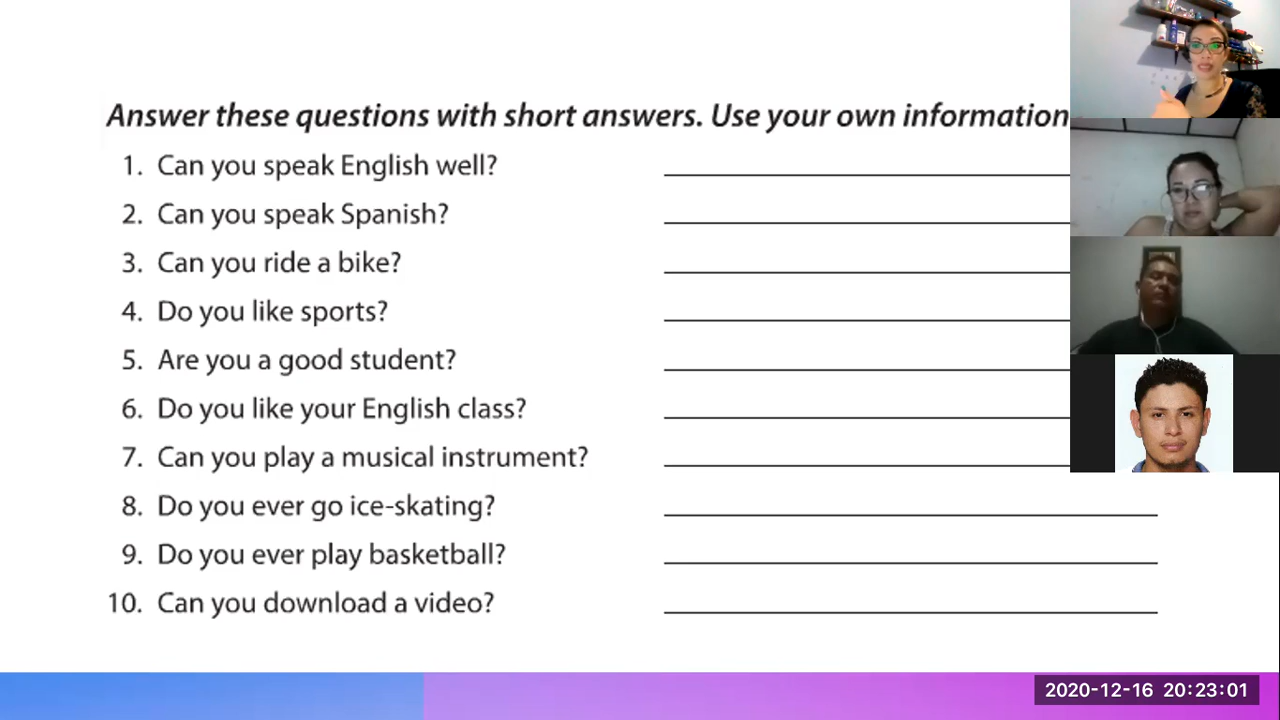 Answer these questions with short answers. Use your own information
1. Can you speak English well?
2. Can you speak Spanish?
3. Can you ride a bike?
4. Do you like sports?
5. Are you a good student?
6. Do you like your English class?
7. Can you play a musical instrument?
8. Do you ever go ice-skating?
9. Do you ever play basketball?
10. Can you download a video?
2020-12-16 20:23:01